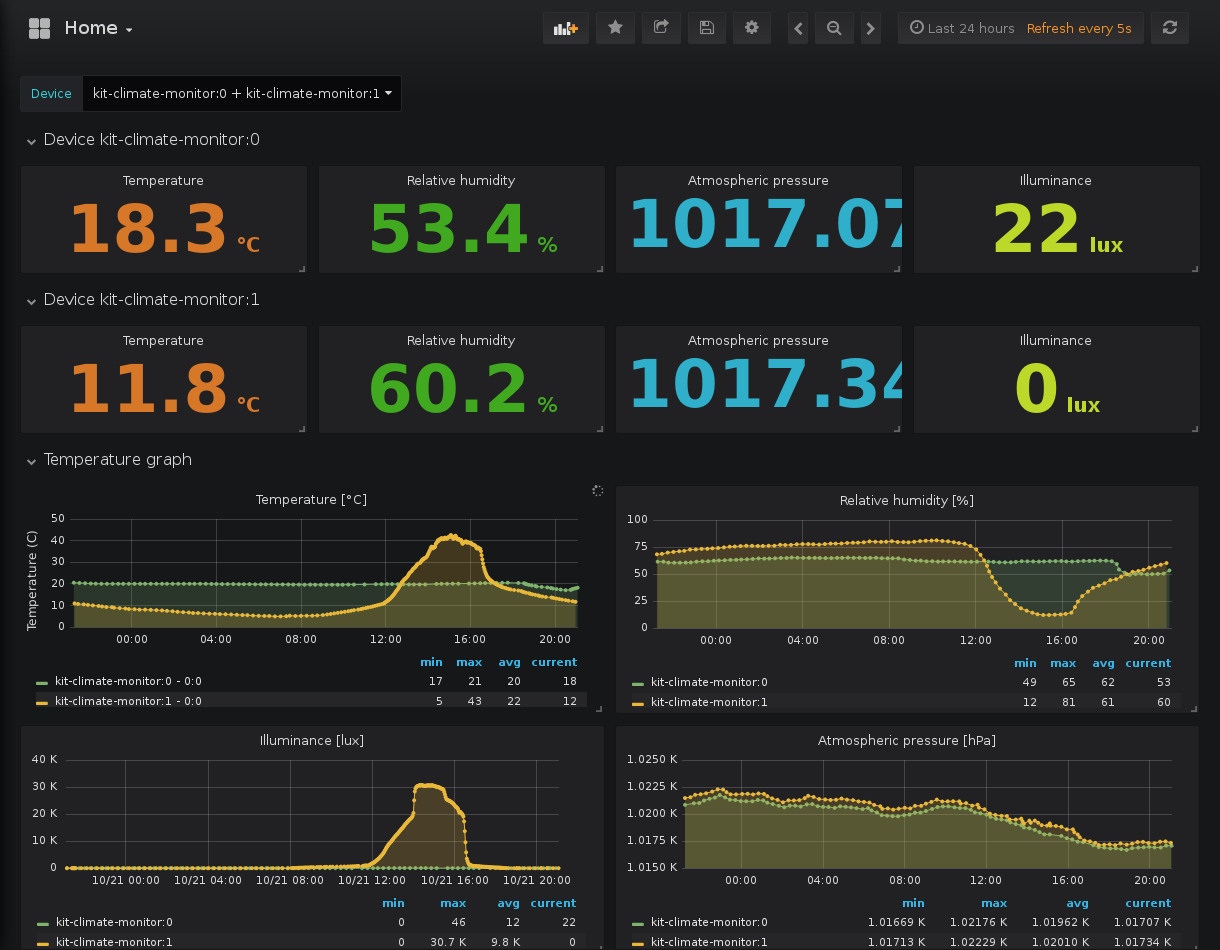 Home
Last 24 hours Refresh every 5s
Device kit-climate-monitor:0 + kit-climate-monitor:1
Device kit-climate-monitor:0
Temperature Relative humidity Atmospheric pressure Illuminance
18.3 °C 53.4 % 1017.07 22 lux
Device kit-climate-monitor:1
Temperature Relative humidity Atmospheric pressure Illuminance
11.8 °C 60.2 % 1017.34 0 lux
Temperature graph
Temperature [°C]
Temperature (C)
50
40
30
20
10
0
00:00 04:00 08:00 12:00 16:00 20:00
min max avg current
kit-climate-monitor:0 - 0:0 17 21 20 18
kit-climate-monitor:1 - 0:0 5 43 22 12
Relative humidity [%]
100
75
50
25
0
00:00 04:00 08:00 12:00 16:00 20:00
min max avg current
kit-climate-monitor:0 49 65 62 53
kit-climate-monitor:1 12 81 61 60
Illuminance [lux]
40 K
30 K
20 K
10 K
0
10/21 00:00 10/21 04:00 10/21 08:00 10/21 12:00 10/21 16:00 10/21 20:00
min max avg current
kit-climate-monitor:0 0 46 12 22
kit-climate-monitor:1 0 30.7 K 9.8 K 0
Atmospheric pressure [hPa]
1.0250 K
1.0225 K
1.0200 K
1.0175 K
1.0150 K
00:00 04:00 08:00 12:00 16:00 20:00
min max avg current
kit-climate-monitor:0 1.01669 K 1.02176 K 1.01962 K 1.01707 K
kit-climate-monitor:1 1.01713 K 1.02229 K 1.02010 K 1.01734 K